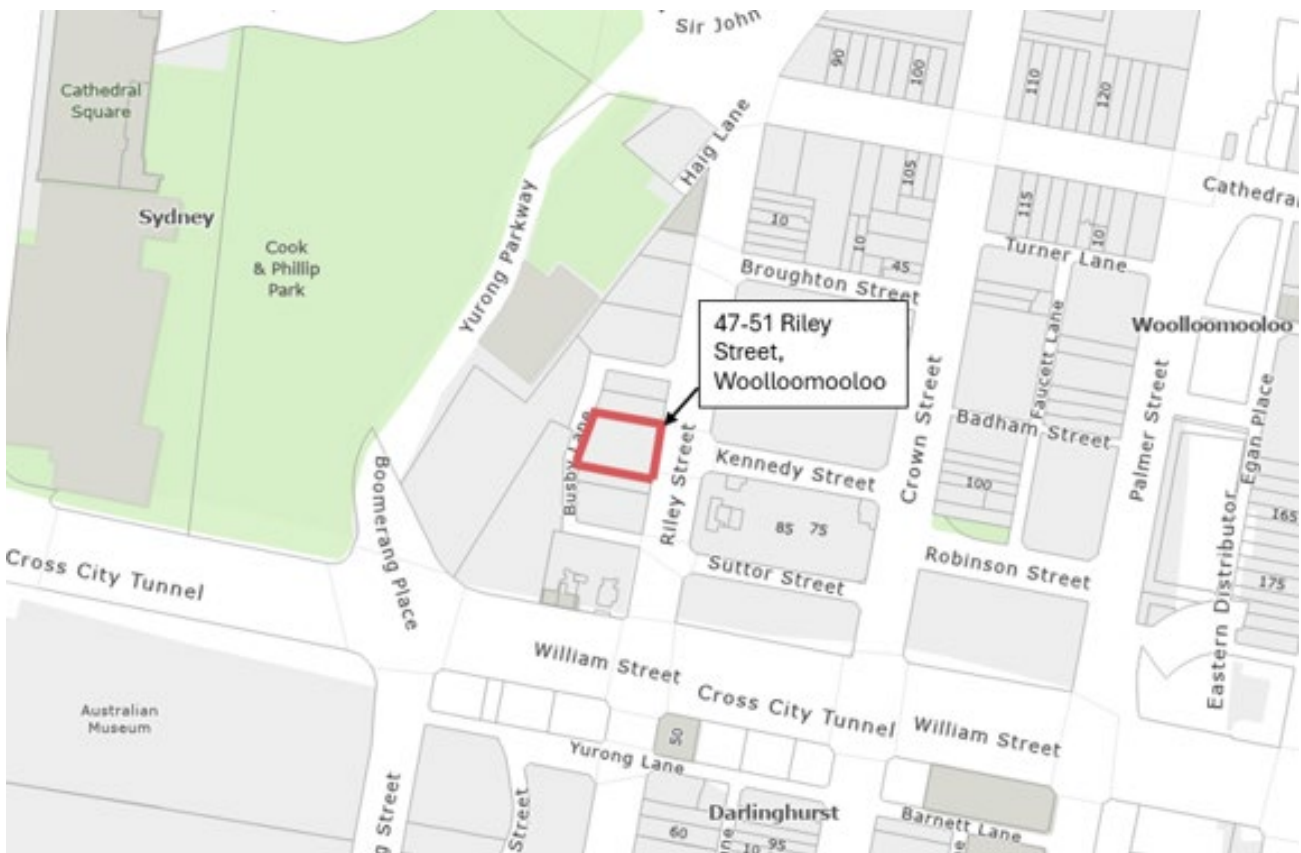 Sir John
90
100
110
120
Cathedral
Square
Haig Lane
105
Cathedra
Sydney
Yurong Parkway
10
10
115
10
Turner Lane
Cook
& Phillip
Park
45
Broughton Street
47-51 Riley
Street,
Woolloomooloo
Woolloomooloo
Faucett Lane
Palmer Street
Egan Place
Crown Street
Badham Street
Busby Lane
Riley Street
Kennedy Street
100
Boomerang Place
85
75
165
Cross City Tunnel
Suttor Street
Robinson Street
175
Eastern Distributor
William Street
Cross City Tunnel
William Street
Australian
Museum
50
Yurong Lane
g Street
Street
Darlinghurst
Barnett Lane
60
10
95